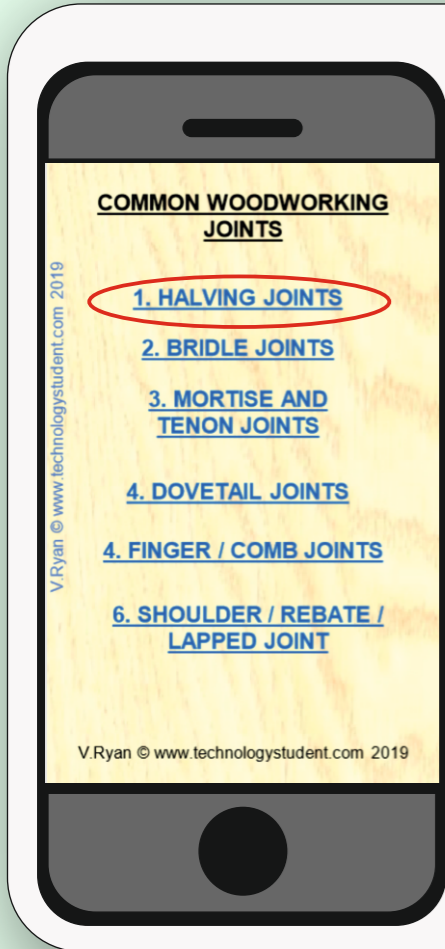 COMMON WOODWORKING
JOINTS
1. HALVING JOINTS
2. BRIDLE JOINTS
3. MORTISE AND
TENON JOINTS
4. DOVETAIL JOINTS
4. FINGER / COMB JOINTS
6. SHOULDER / REBATE /
LAPPED JOINT
V.Ryan © www.technologystudent.com 2019
V.Ryan © www.technologystudent.com 2019